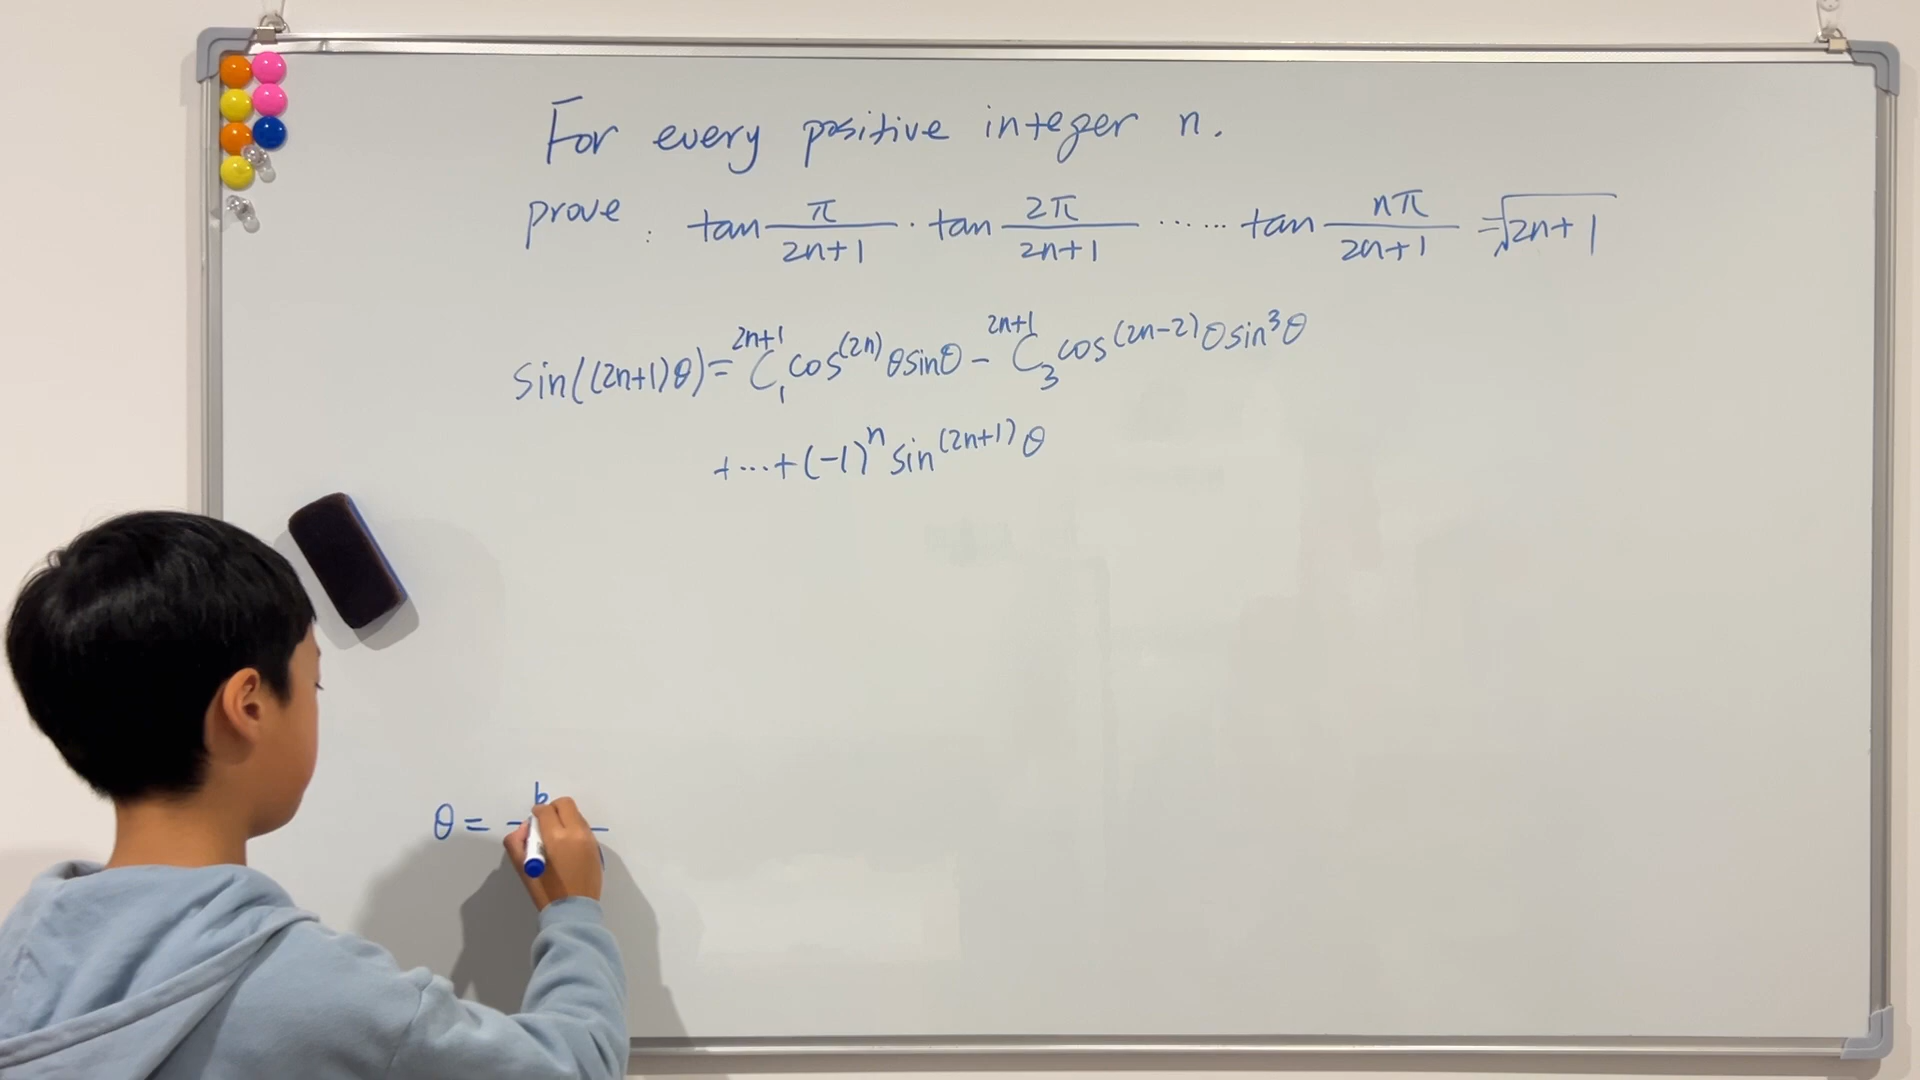 For every positive integer n.
prove : tan π/2n+1 · tan 2π/2n+1 ...... tan nπ/2n+1 = √2n+1
sin((2n+1)θ) = ²ⁿ⁺¹C₁ cos⁽²ⁿ⁾θ sinθ − ²ⁿ⁺¹C₃ cos⁽²ⁿ⁻²⁾θ sin³θ
+ ... + (−1)ⁿ sin⁽²ⁿ⁺¹⁾θ
θ =